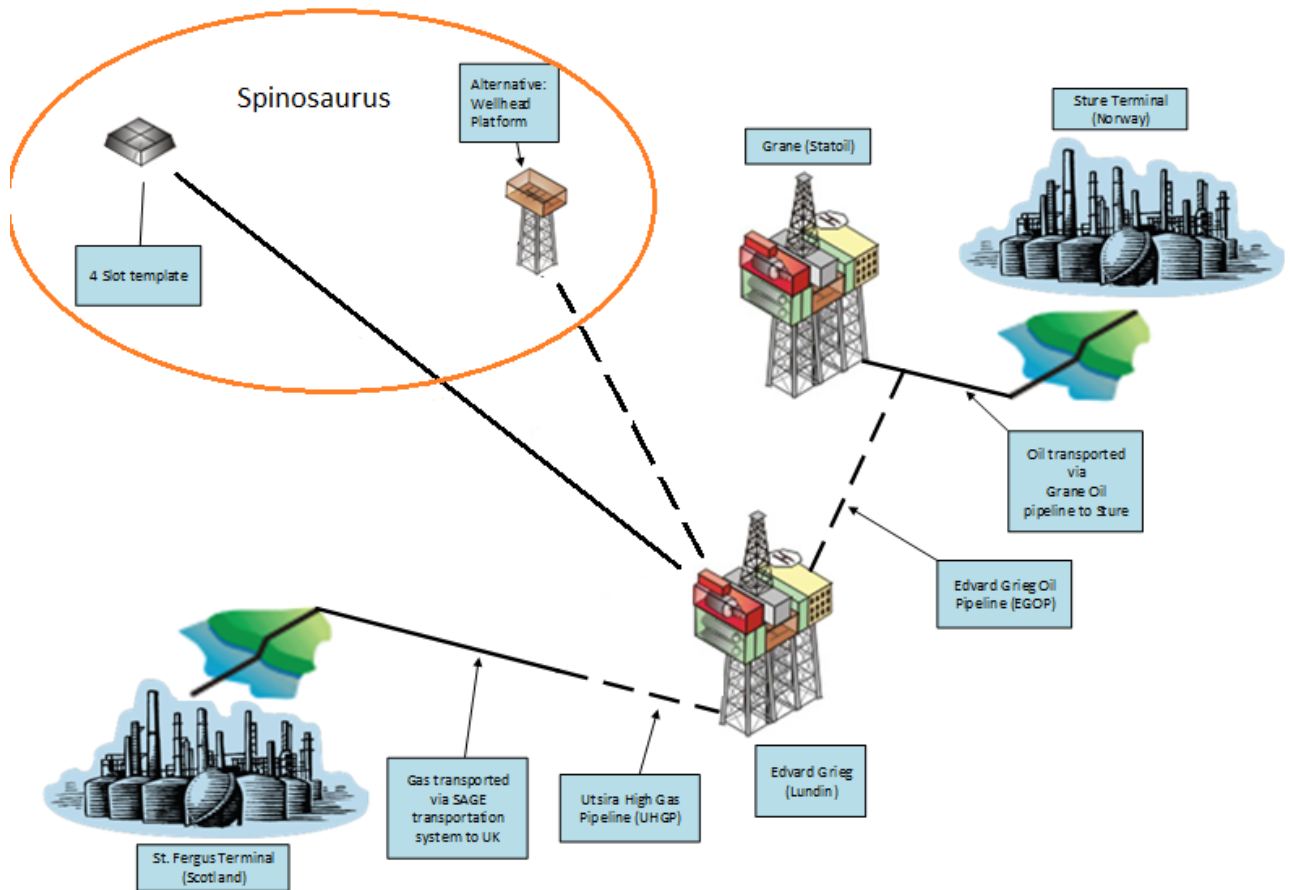 Spinosaurus
Alternative:
Wellhead
Platform
4 Slot template
Grane (Statoil)
Sture Terminal
(Norway)
Oil transported
via
Grane Oil
pipeline to Sture
Edvard Grieg Oil
Pipeline (EGOP)
Gas transported
via SAGE
transportation
system to UK
Utsira High Gas
Pipeline (UHGP)
Edvard Grieg
(Lundin)
St. Fergus Terminal
(Scotland)